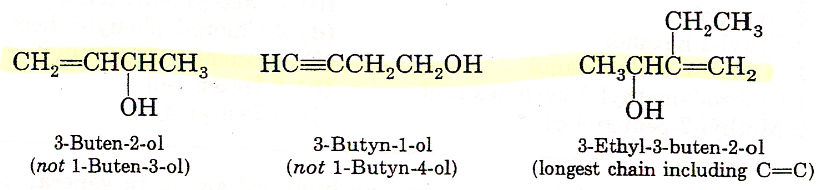 CH₂CH₃
CH₂=CHCHCH₃ HC≡CCH₂CH₂OH CH₃CHC=CH₂
OH OH
3-Buten-2-ol 3-Butyn-1-ol 3-Ethyl-3-buten-2-ol
(not 1-Buten-3-ol) (not 1-Butyn-4-ol) (longest chain including C=C)